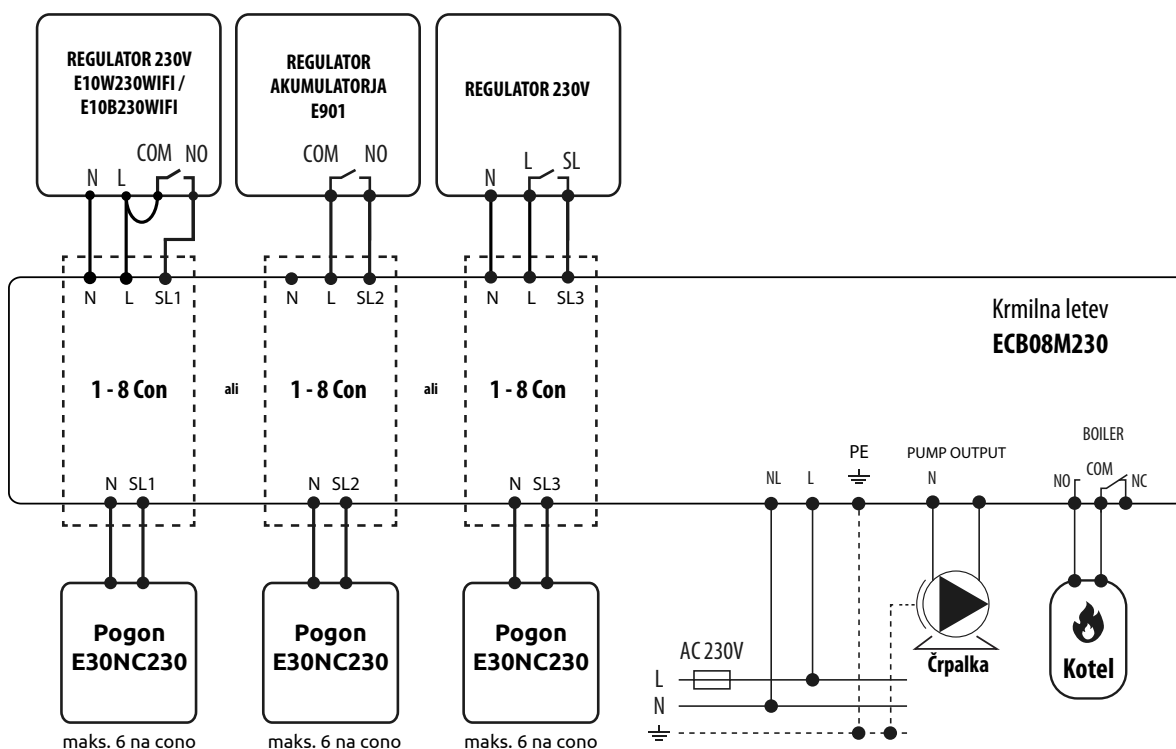 REGULATOR 230V
E10W230WIFI /
E10B230WIFI
COM NO
N L
REGULATOR
AKUMULATORJA
E901
COM NO
REGULATOR 230V
L SL
N
N L SL1
N L SL2
N L SL3
Krmilna letev
ECB08M230
1 - 8 Con
ali
1 - 8 Con
ali
1 - 8 Con
N SL1
N SL2
N SL3
NL
L
PE
PUMP OUTPUT
N
BOILER
NO
COM
NC
Pogon
E30NC230
maks. 6 na cono
Pogon
E30NC230
maks. 6 na cono
Pogon
E30NC230
maks. 6 na cono
AC 230V
L
N
Črpalka
Kotel